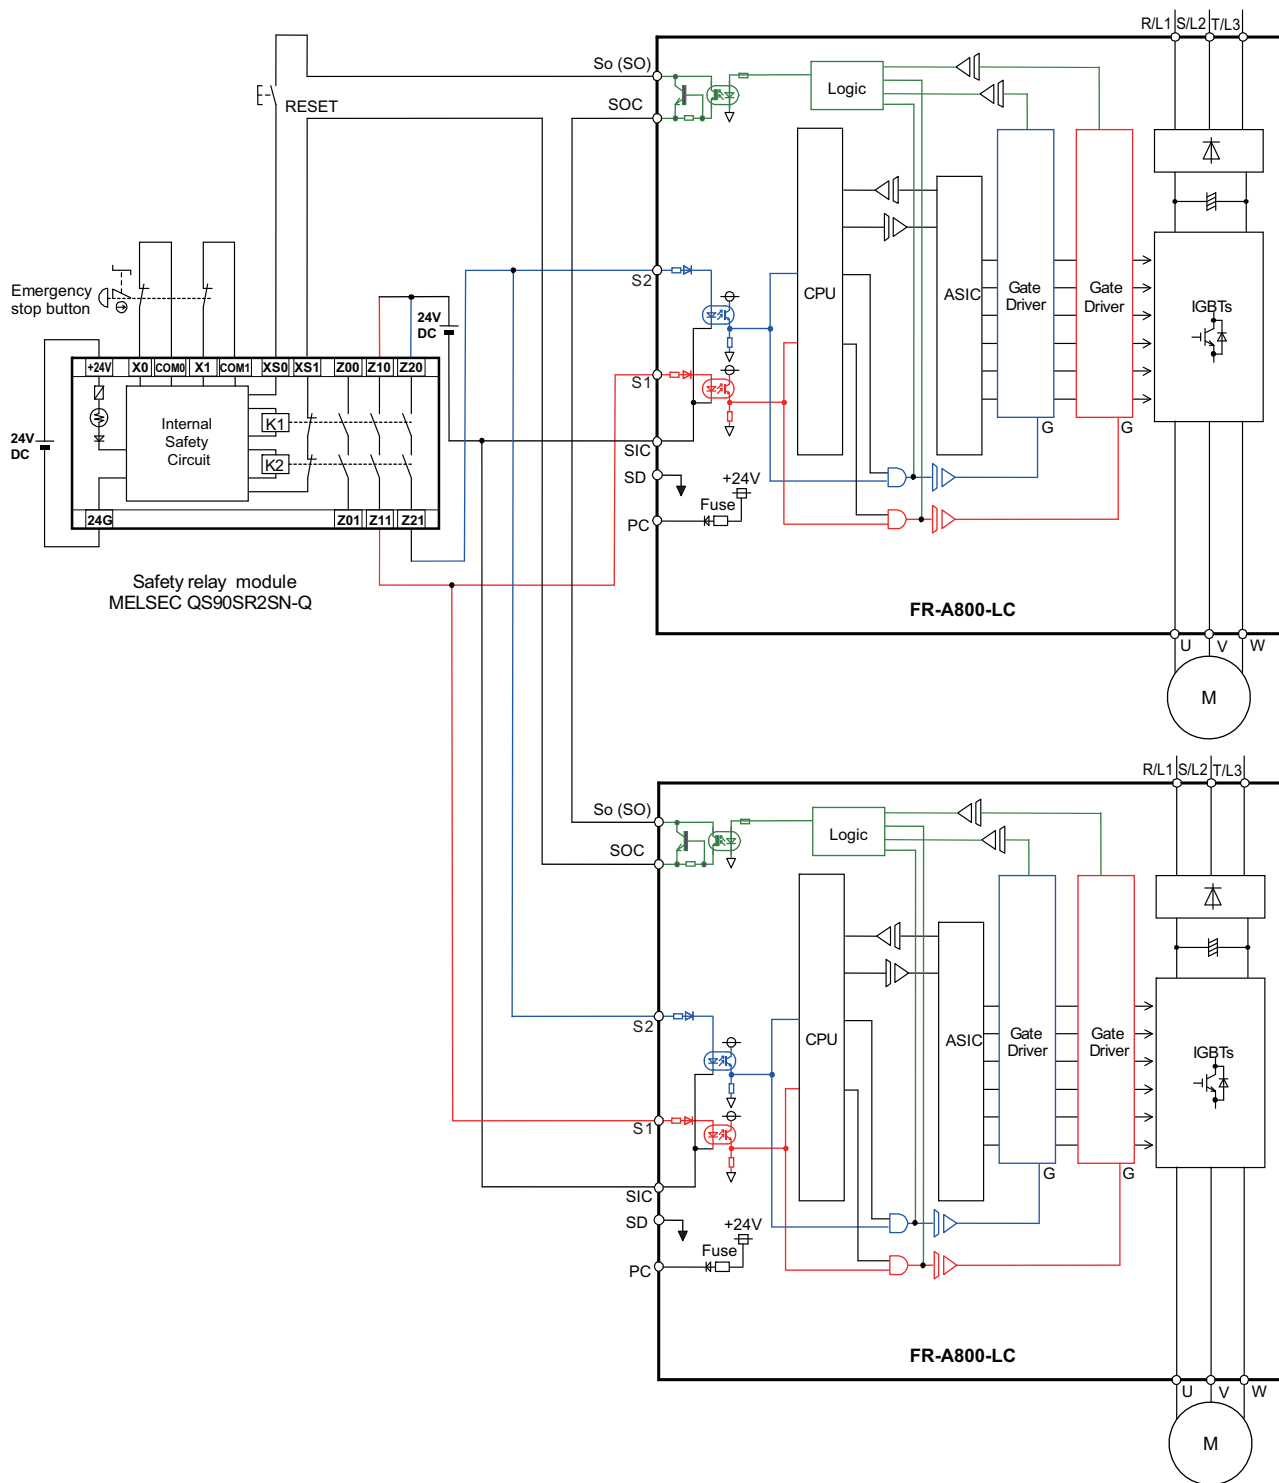 R/L1 S/L2 T/L3
So (SO)
SOC
RESET
Logic
CPU
ASIC
Gate
Driver
Gate
Driver
IGBTs
G
G
S2
S1
SIC
SD
PC
+24V
Fuse
FR-A800-LC
U
V
W
M
Emergency
stop button
24V
DC
+24V
X0
COM0
X1
COM1
XS0
XS1
Z00
Z10
Z20
24V
DC
Internal
Safety
Circuit
K1
K2
24G
Z01
Z11
Z21
Safety relay module
MELSEC QS90SR2SN-Q
R/L1 S/L2 T/L3
So (SO)
SOC
Logic
CPU
ASIC
Gate
Driver
Gate
Driver
IGBTs
G
G
S2
S1
SIC
SD
PC
+24V
Fuse
FR-A800-LC
U
V
W
M